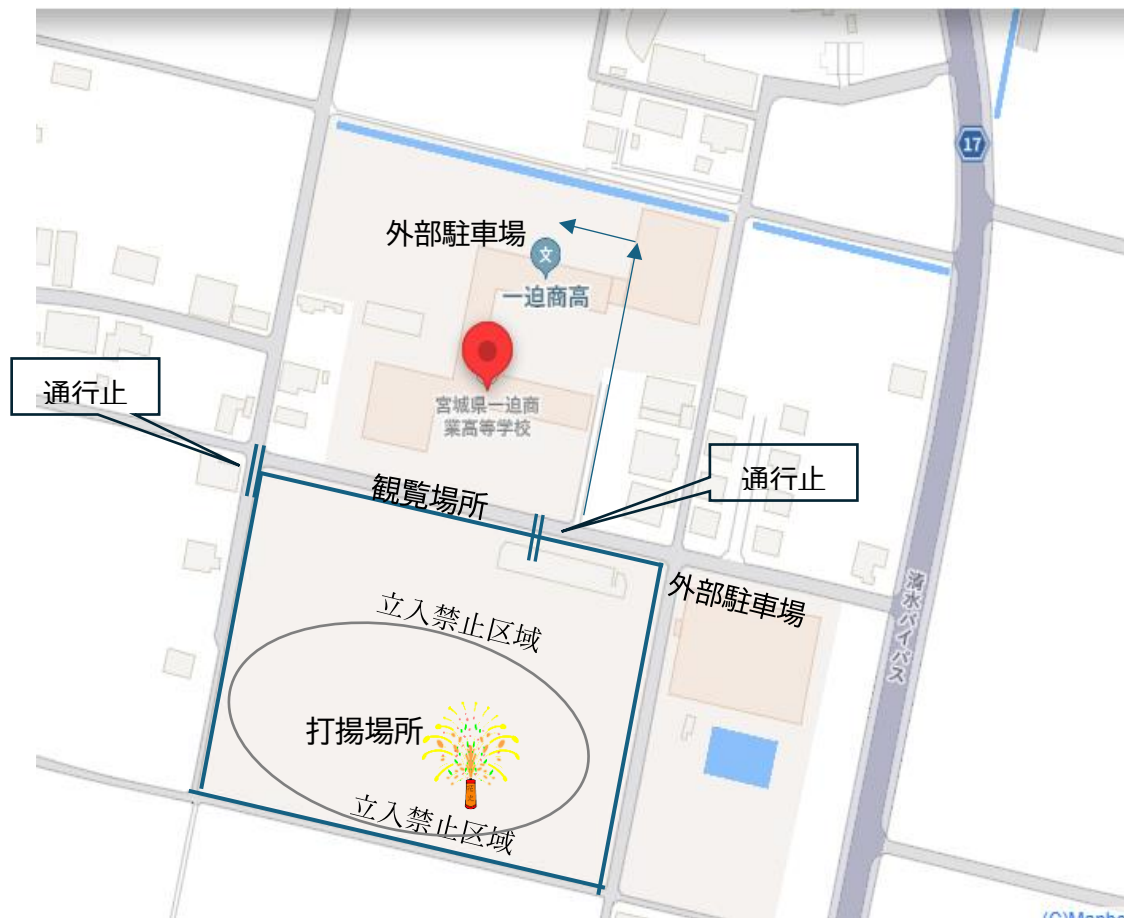 17
外部駐車場
文
一迫商高
通行止
宮城県一迫商
業高等学校
観覧場所
通行止
外部駐車場
清水バイパス
立入禁止区域
打揚場所
立入禁止区域